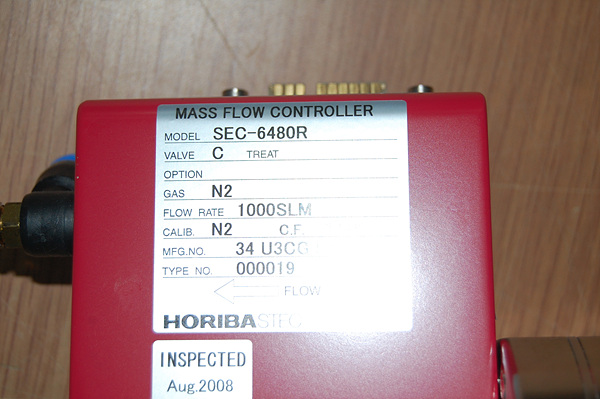 MASS FLOW CONTROLLER
MODEL SEC-6480R
VALVE C TREAT
OPTION
GAS N2
FLOW RATE 1000SLM
CALIB. N2 C.F.
MFG.NO. 34 U3CG
TYPE NO. 000019
FLOW
HORIBASTEC
INSPECTED
Aug.2008